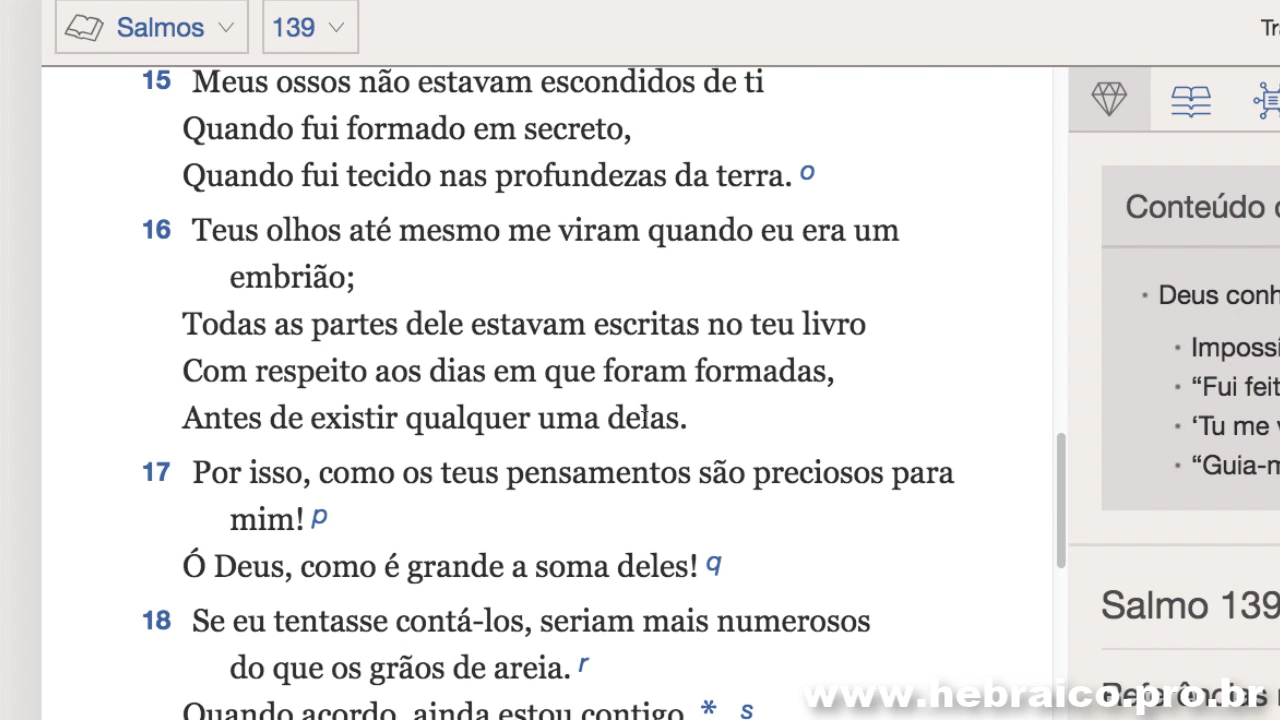 Salmos 139
15 Meus ossos não estavam escondidos de ti
Quando fui formado em secreto,
Quando fui tecido nas profundezas da terra. o
16 Teus olhos até mesmo me viram quando eu era um
embrião;
Todas as partes dele estavam escritas no teu livro
Com respeito aos dias em que foram formadas,
Antes de existir qualquer uma delas.
17 Por isso, como os teus pensamentos são preciosos para
mim! p
Ó Deus, como é grande a soma deles! q
18 Se eu tentasse contá-los, seriam mais numerosos
do que os grãos de areia. r
Quando acordo, ainda estou contigo. * s
Conteúdo
• Deus conh
• Impossi
• “Fui feit
• ‘Tu me
• “Guia-m
Salmo 139
Referências
www.hebraico.pro.br